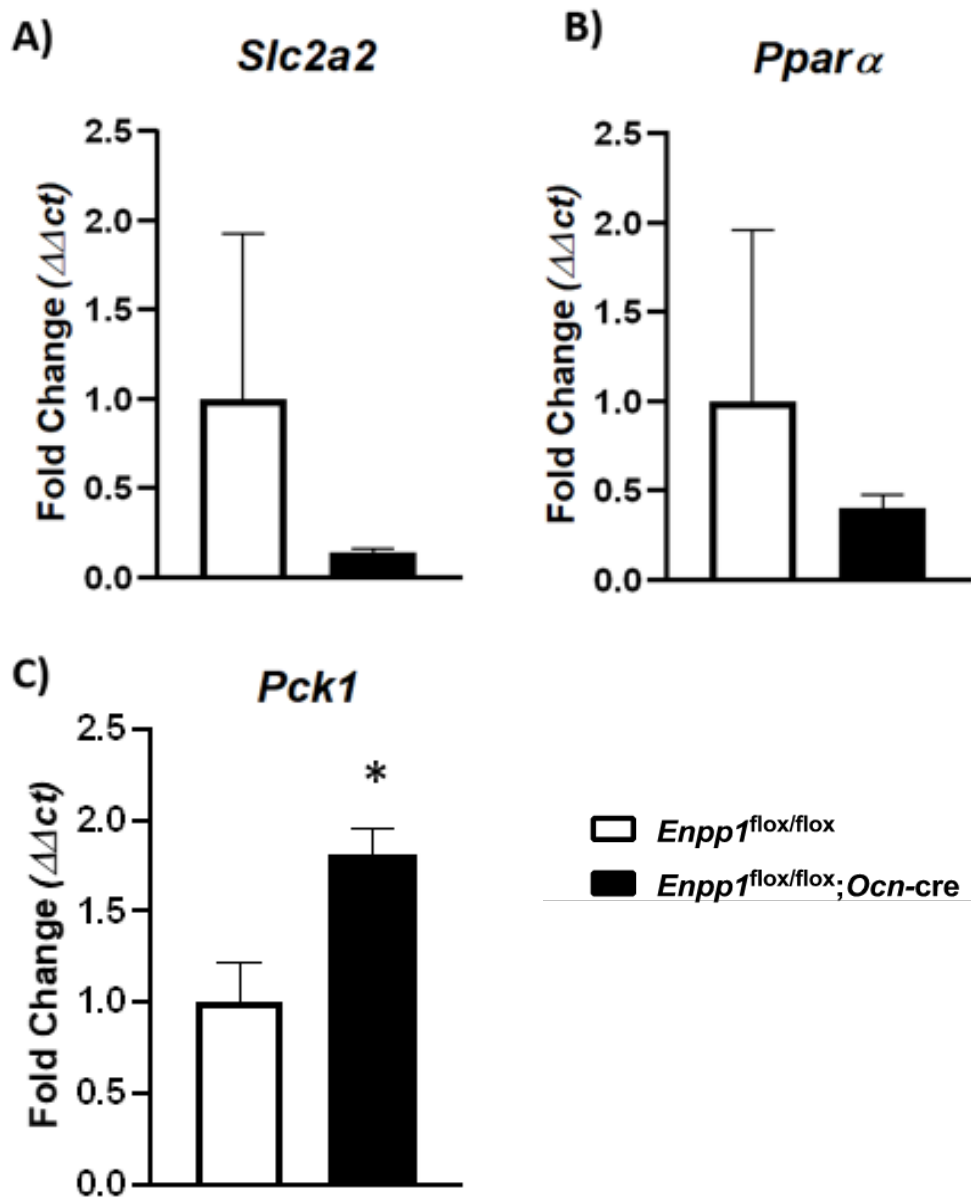 A)
Slc2a2
Fold Change (ΔΔct)
2.5
2.0
1.5
1.0
0.5
0.0
B)
Pparα
Fold Change (ΔΔct)
2.5
2.0
1.5
1.0
0.5
0.0
C)
Pck1
Fold Change (ΔΔct)
2.5
2.0
1.5
1.0
0.5
0.0
*
Enpp1flox/flox
Enpp1flox/flox;Ocn-cre